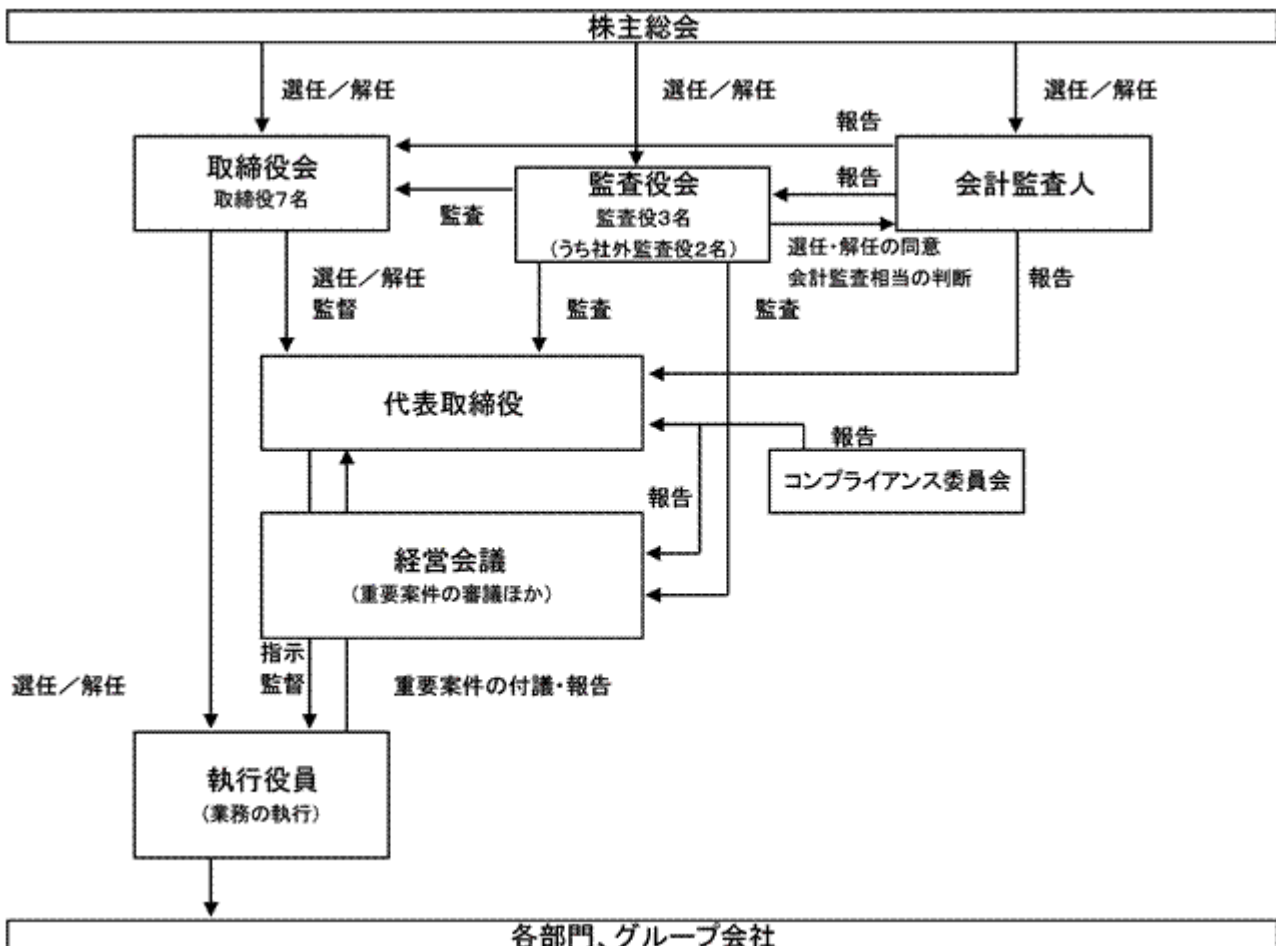 株主総会
選任／解任
選任／解任
選任／解任
報告
取締役会
取締役7名
監査
監査役会
監査役3名
（うち社外監査役2名）
報告
会計監査人
選任・解任の同意
会計監査相当の判断
選任／解任
監督
監査
監査
報告
代表取締役
報告
コンプライアンス委員会
報告
経営会議
（重要案件の審議ほか）
選任／解任
指示
監督
重要案件の付議・報告
執行役員
（業務の執行）
各部門、グループ会社